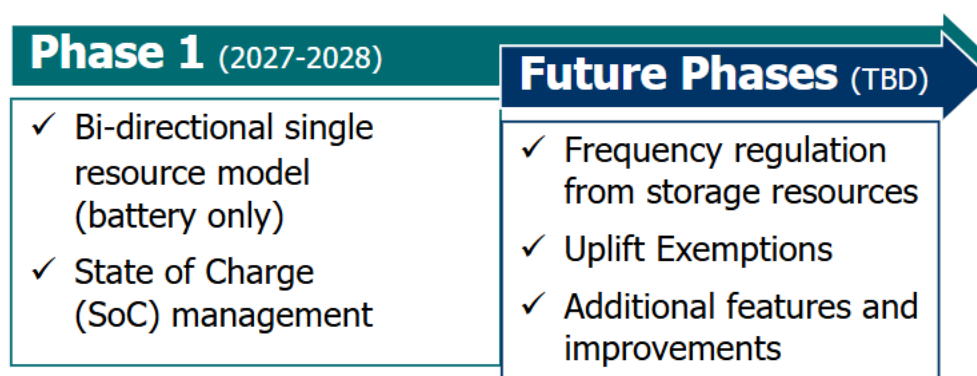 Phase 1 (2027-2028)
✓ Bi-directional single
resource model
(battery only)
✓ State of Charge
(SoC) management
Future Phases (TBD)
✓ Frequency regulation
from storage resources
✓ Uplift Exemptions
✓ Additional features and
improvements